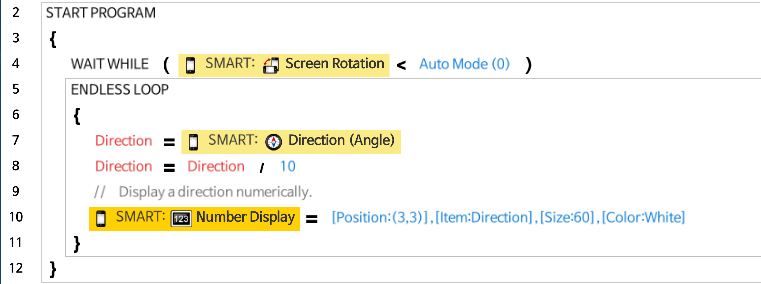 2 START PROGRAM
3 {
4 WAIT WHILE ( SMART: Screen Rotation < Auto Mode (0) )
5 ENDLESS LOOP
6 {
7 Direction = SMART: Direction (Angle)
8 Direction = Direction / 10
9 // Display a direction numerically.
10 SMART: 123 Number Display = [Position:(3,3)],[Item:Direction],[Size:60],[Color:White]
11 }
12 }